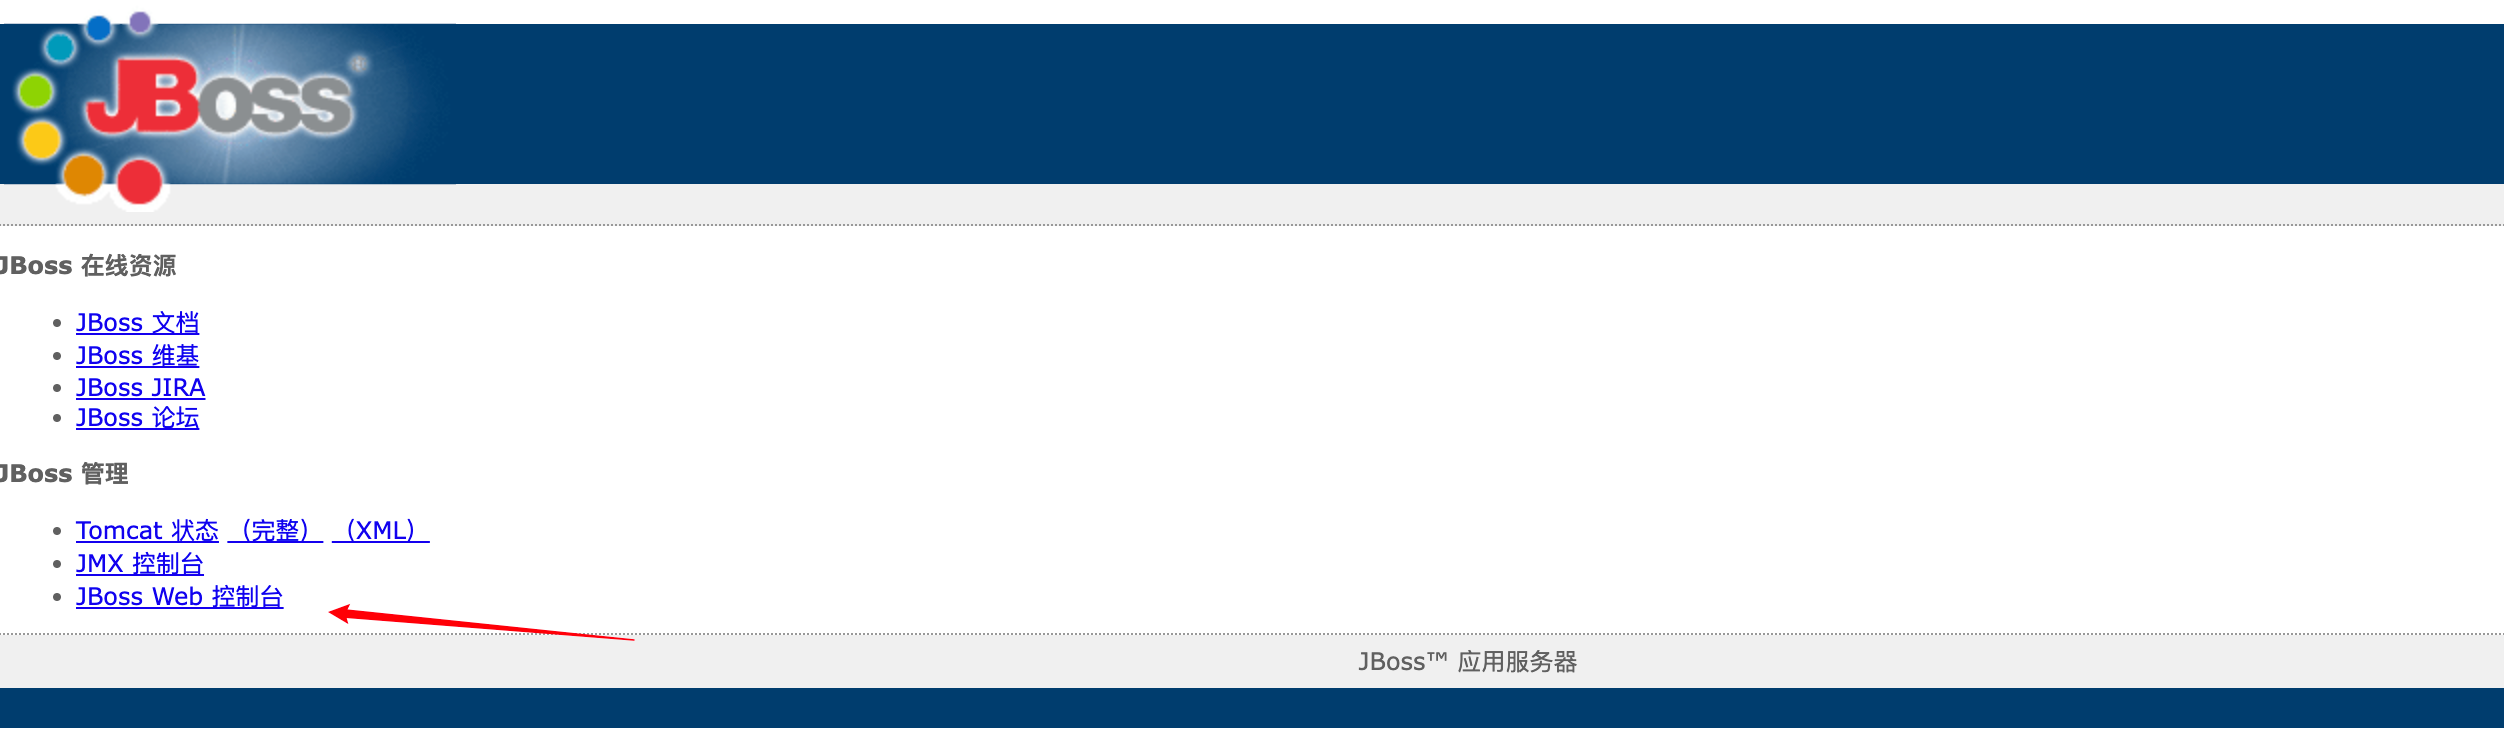 JBoss®
JBoss 在线资源
JBoss 文档
JBoss 维基
JBoss JIRA
JBoss 论坛
JBoss 管理
Tomcat 状态 （完整） （XML）
JMX 控制台
JBoss Web 控制台
JBoss™ 应用服务器